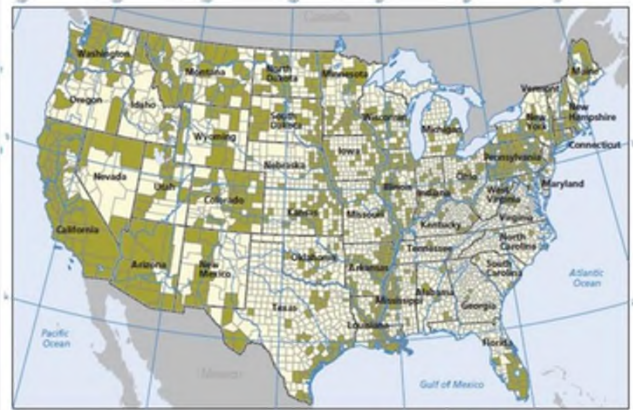 Canada
Washington
Montana
North
Dakota
Minnesota
Maine
Vermont
Oregon
Idaho
South
Dakota
Wisconsin
Michigan
New
York
New
Hampshire
Wyoming
Iowa
Pennsylvania
Connecticut
Nebraska
Nevada
Utah
Colorado
Illinois
Indiana
Ohio
West
Virginia
Maryland
Kansas
Missouri
Kentucky
Virginia
California
Arizona
New
Mexico
Oklahoma
Arkansas
Tennessee
North
Carolina
South
Carolina
Atlantic
Ocean
Texas
Mississippi
Alabama
Georgia
Louisiana
Florida
Pacific
Ocean
Mexico
Gulf of Mexico